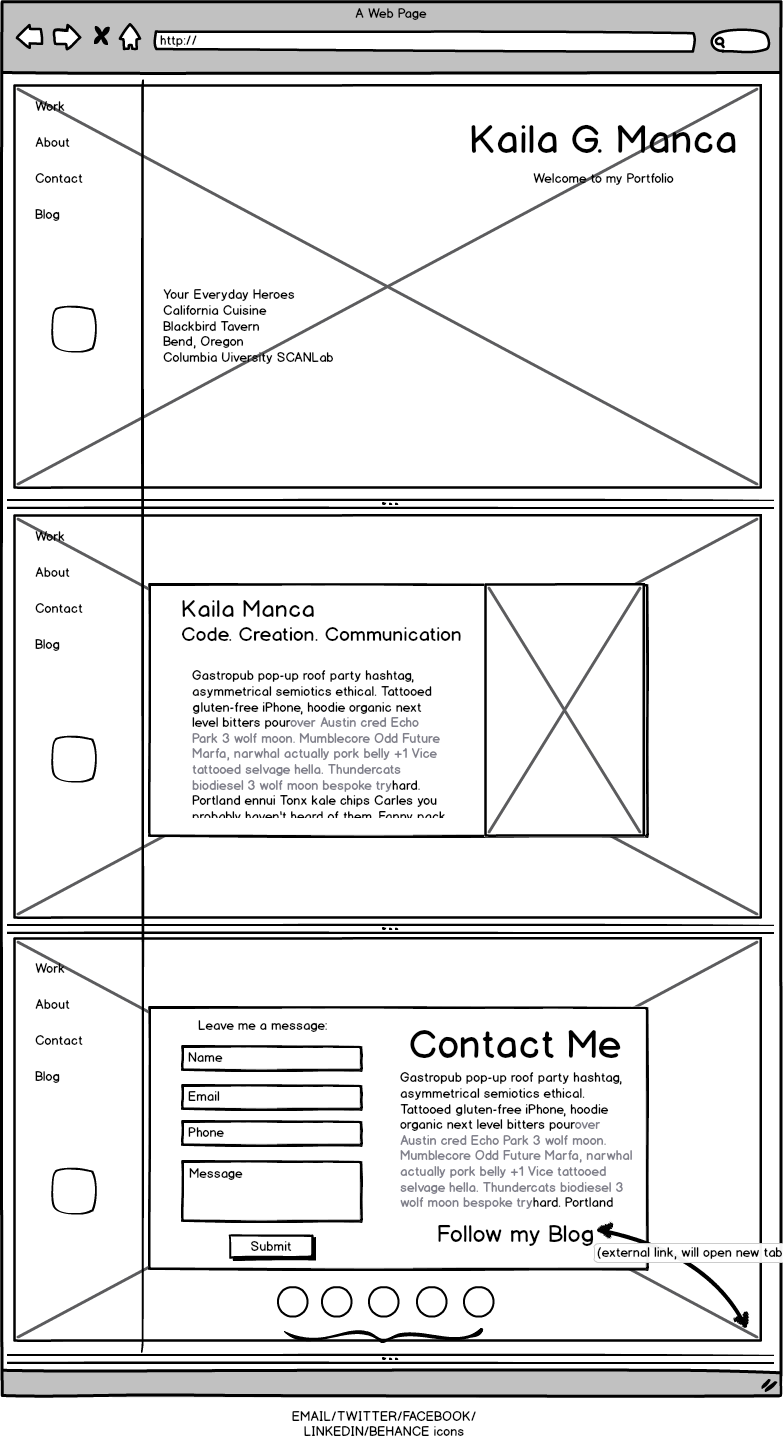 A Web Page
http://
Work
About
Contact
Blog
Kaila G. Manca
Welcome to my Portfolio
Your Everyday Heroes
California Cuisine
Blackbird Tavern
Bend, Oregon
Columbia Uiversity SCANLab
Work
About
Contact
Blog
Kaila Manca
Code. Creation. Communication
Gastropub pop-up roof party hashtag,
asymmetrical semiotics ethical. Tattooed
gluten-free iPhone, hoodie organic next
level bitters pourover Austin cred Echo
Park 3 wolf moon. Mumblecore Odd Future
Marfa, narwhal actually pork belly +1 Vice
tattooed selvage hella. Thundercats
biodiesel 3 wolf moon bespoke tryhard.
Portland ennui Tonx kale chips Carles you
probably haven't heard of them. Fanny pack
Work
About
Contact
Blog
Leave me a message:
Name
Email
Phone
Message
Submit
Contact Me
Gastropub pop-up roof party hashtag,
asymmetrical semiotics ethical.
Tattooed gluten-free iPhone, hoodie
organic next level bitters pourover
Austin cred Echo Park 3 wolf moon.
Mumblecore Odd Future Marfa, narwhal
actually pork belly +1 Vice tattooed
selvage hella. Thundercats biodiesel 3
wolf moon bespoke tryhard. Portland
Follow my Blog
(external link, will open new tab
EMAIL/TWITTER/FACEBOOK/
LINKEDIN/BEHANCE icons